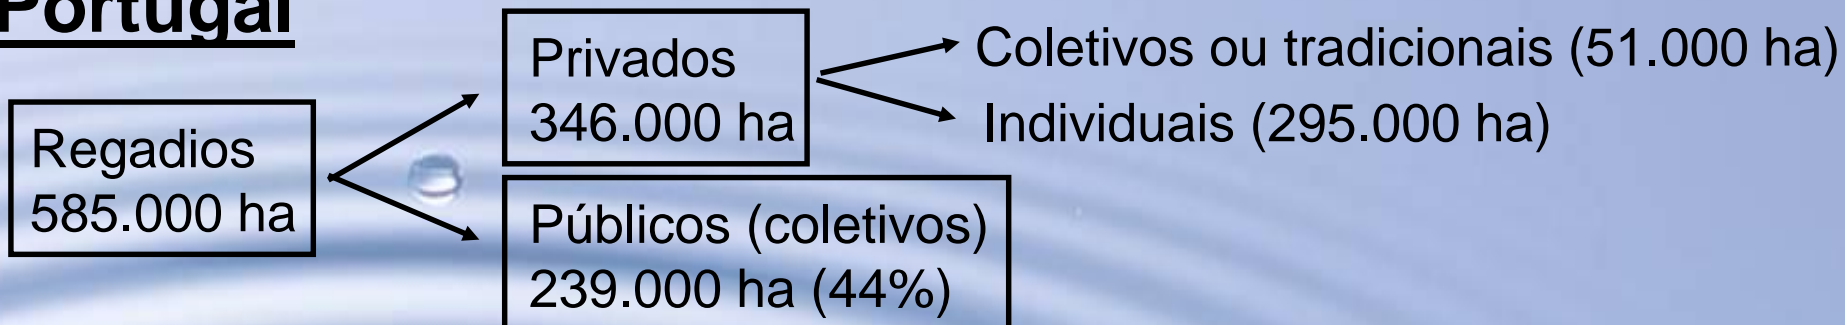 Portugal
Regadios
585.000 ha
Privados
346.000 ha
Coletivos ou tradicionais (51.000 ha)
Individuais (295.000 ha)
Públicos (coletivos)
239.000 ha (44%)